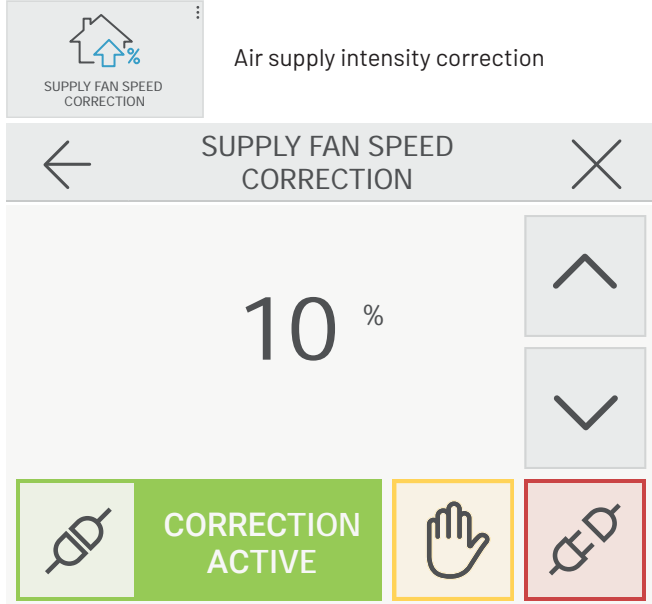 %
SUPPLY FAN SPEED
CORRECTION
Air supply intensity correction
SUPPLY FAN SPEED
CORRECTION
10 %
CORRECTION
ACTIVE